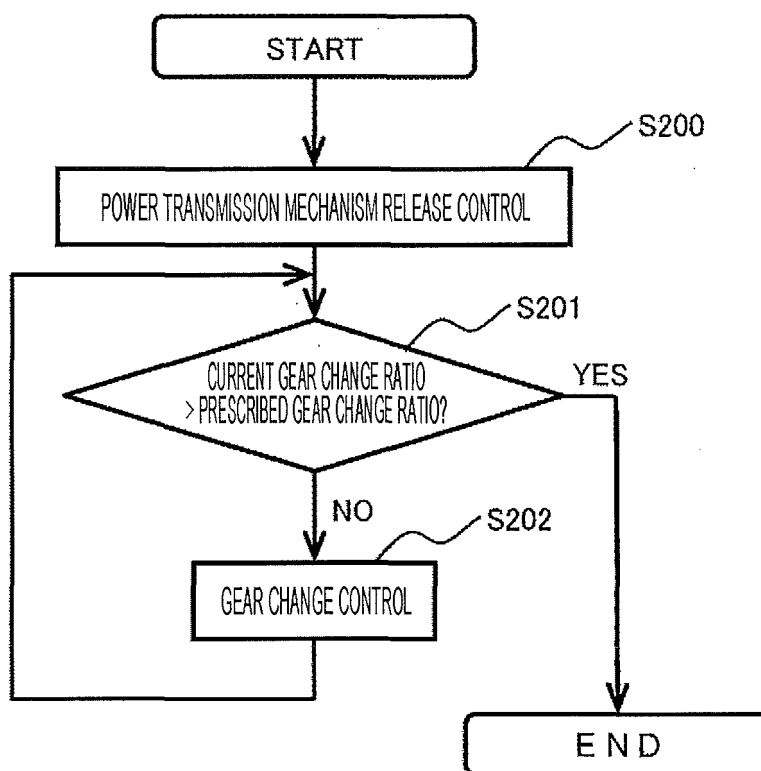 START
S200
POWER TRANSMISSION MECHANISM RELEASE CONTROL
S201
CURRENT GEAR CHANGE RATIO
> PRESCRIBED GEAR CHANGE RATIO?
YES
NO
S202
GEAR CHANGE CONTROL
END